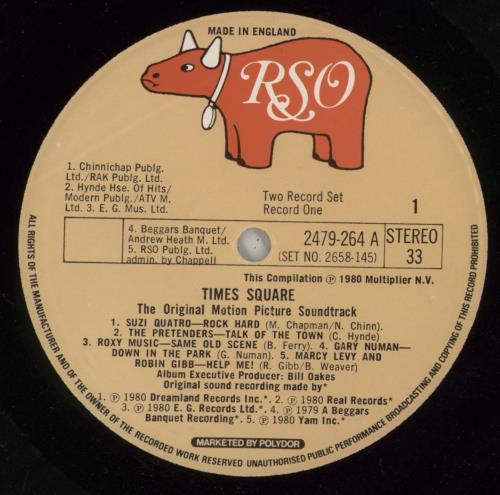 MADE IN ENGLAND
RSO
1. Chinnichap Publg.
Ltd./RAK Publg. Ltd.
2. Hynde Hse. Of Hits/
Modern Publg./ATV M.
Ltd. 3. E. G. Mus. Ltd.
Two Record Set
Record One
1
4. Beggars Banquet/
Andrew Heath M. Ltd.
5. RSO Publg. Ltd.
admin. by Chappell
2479-264 A
(SET NO. 2658-145)
STEREO
33
This Compilation ℗ 1980 Multiplier N.V.
TIMES SQUARE
The Original Motion Picture Soundtrack
1. SUZI QUATRO—ROCK HARD (M. Chapman/N. Chinn).
2. THE PRETENDERS—TALK OF THE TOWN (C. Hynde)
3. ROXY MUSIC—SAME OLD SCENE (B. Ferry). 4. GARY NUMAN—
DOWN IN THE PARK (G. Numan). 5. MARCY LEVY AND
ROBIN GIBB—HELP ME! (R. Gibb/B. Weaver)
Album Executive Producer: Bill Oakes
Original sound recording made by*
1. ℗ 1980 Dreamland Records Inc.*. 2. ℗ 1980 Real Records*
3. ℗ 1980 E. G. Records Ltd.* 4. ℗ 1979 A Beggars
Banquet Recording*. 5. ℗ 1980 Yam Inc.*
MARKETED BY POLYDOR
ALL RIGHTS OF THE MANUFACTURER AND OF THE OWNER OF THE RECORDED WORK RESERVED UNAUTHORISED PUBLIC PERFORMANCE BROADCASTING AND COPYING OF THIS RECORD PROHIBITED